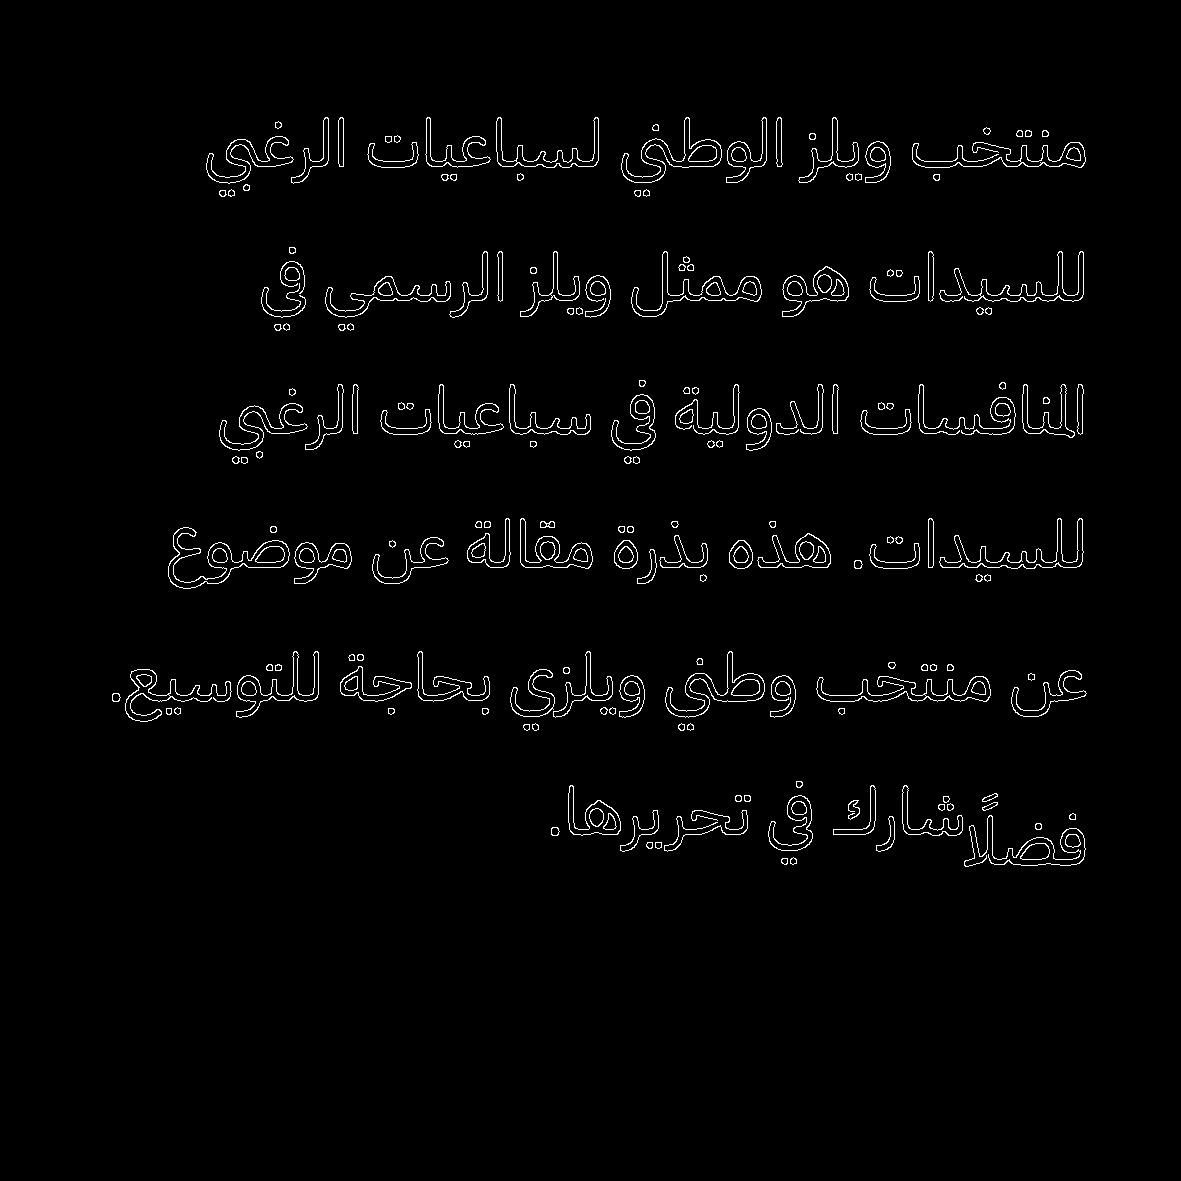 منتخب ويلز الوطني لسباعيات الرغبي
للسيدات هو ممثل ويلز الرسمي في
المنافسات الدولية في سباعيات الرغبي
للسيدات. هذه بذرة مقالة عن موضوع
عن منتخب وطني ويلزي بحاجة للتوسيع.
فضلًا شارك في تحريرها.